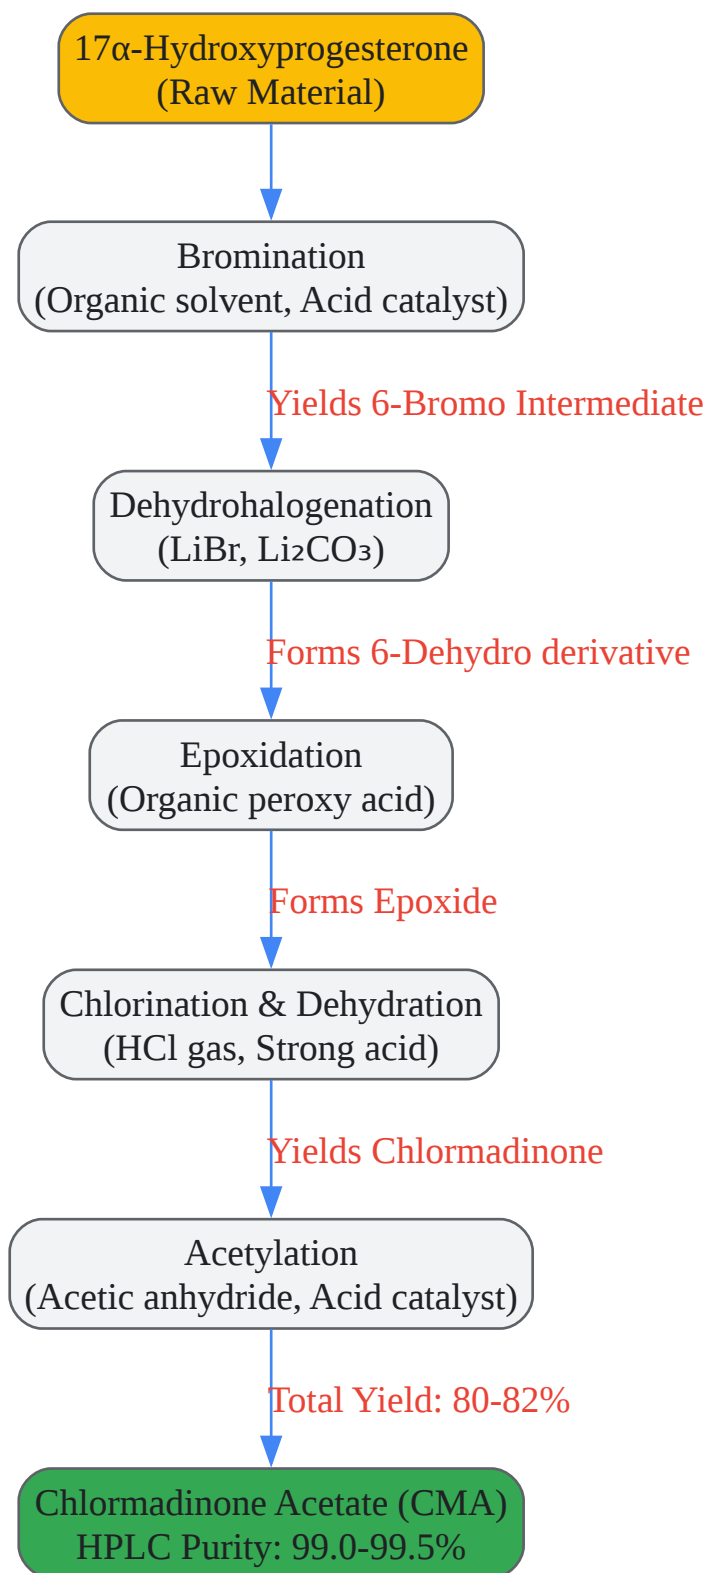 17α-Hydroxyprogesterone
(Raw Material)
Bromination
(Organic solvent, Acid catalyst)
Yields 6-Bromo Intermediate
Dehydrohalogenation
(LiBr, Li₂CO₃)
Forms 6-Dehydro derivative
Epoxidation
(Organic peroxy acid)
Forms Epoxide
Chlorination & Dehydration
(HCl gas, Strong acid)
Yields Chlormadinone
Acetylation
(Acetic anhydride, Acid catalyst)
Total Yield: 80-82%
Chlormadinone Acetate (CMA)
HPLC Purity: 99.0-99.5%